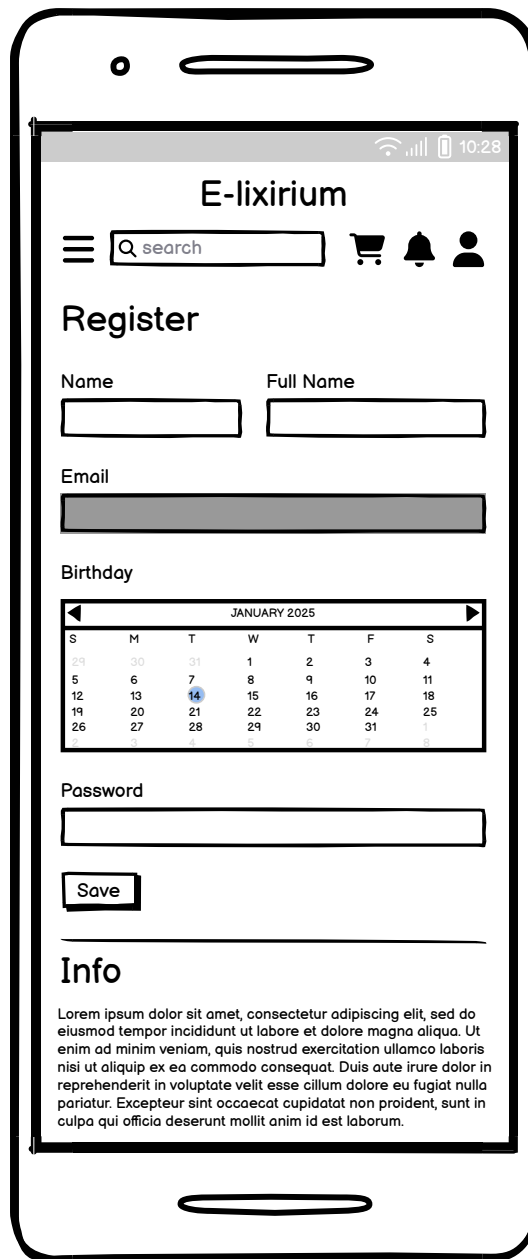 10:28
E-lixirium
search
Register
Name Full Name
Email
Birthday
JANUARY 2025
S M T W T F S
29 30 31 1 2 3 4
5 6 7 8 9 10 11
12 13 14 15 16 17 18
19 20 21 22 23 24 25
26 27 28 29 30 31 1
2 3 4 5 6 7 8
Password
Save
Info
Lorem ipsum dolor sit amet, consectetur adipiscing elit, sed do
eiusmod tempor incididunt ut labore et dolore magna aliqua. Ut
enim ad minim veniam, quis nostrud exercitation ullamco laboris
nisi ut aliquip ex ea commodo consequat. Duis aute irure dolor in
reprehenderit in voluptate velit esse cillum dolore eu fugiat nulla
pariatur. Excepteur sint occaecat cupidatat non proident, sunt in
culpa qui officia deserunt mollit anim id est laborum.